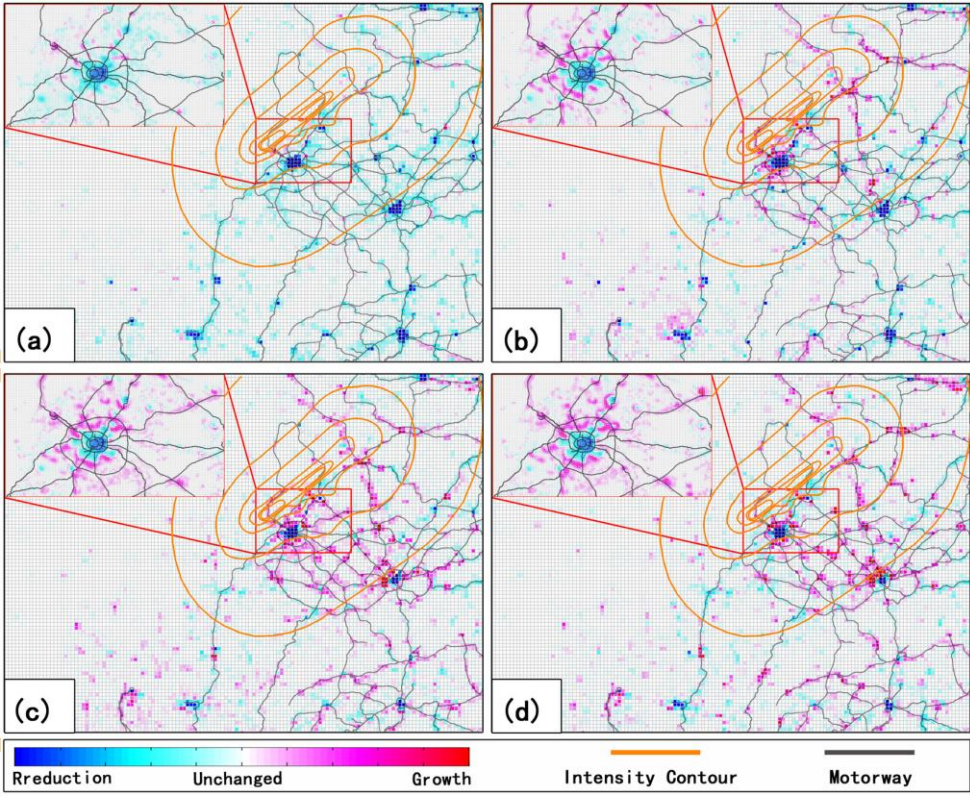 (a)
(b)
(c)
(d)
Rreduction Unchanged Growth
Intensity Contour
Motorway